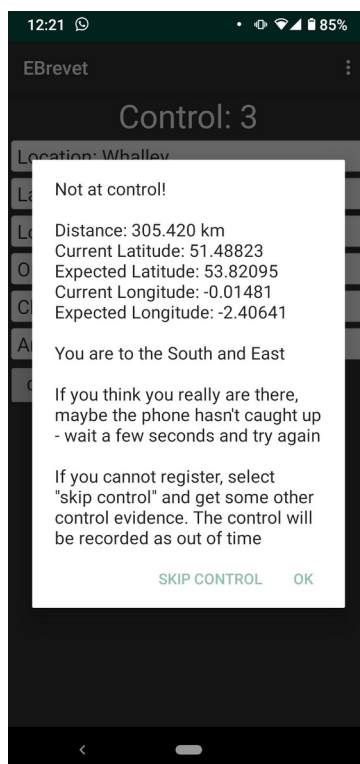 12:21 85%
EBrevet
Control: 3
Location: Whalley
Not at control!
Distance: 305.420 km
Current Latitude: 51.48823
Expected Latitude: 53.82095
Current Longitude: -0.01481
Expected Longitude: -2.40641
You are to the South and East
If you think you really are there,
maybe the phone hasn't caught up
- wait a few seconds and try again
If you cannot register, select
"skip control" and get some other
control evidence. The control will
be recorded as out of time
SKIP CONTROL OK